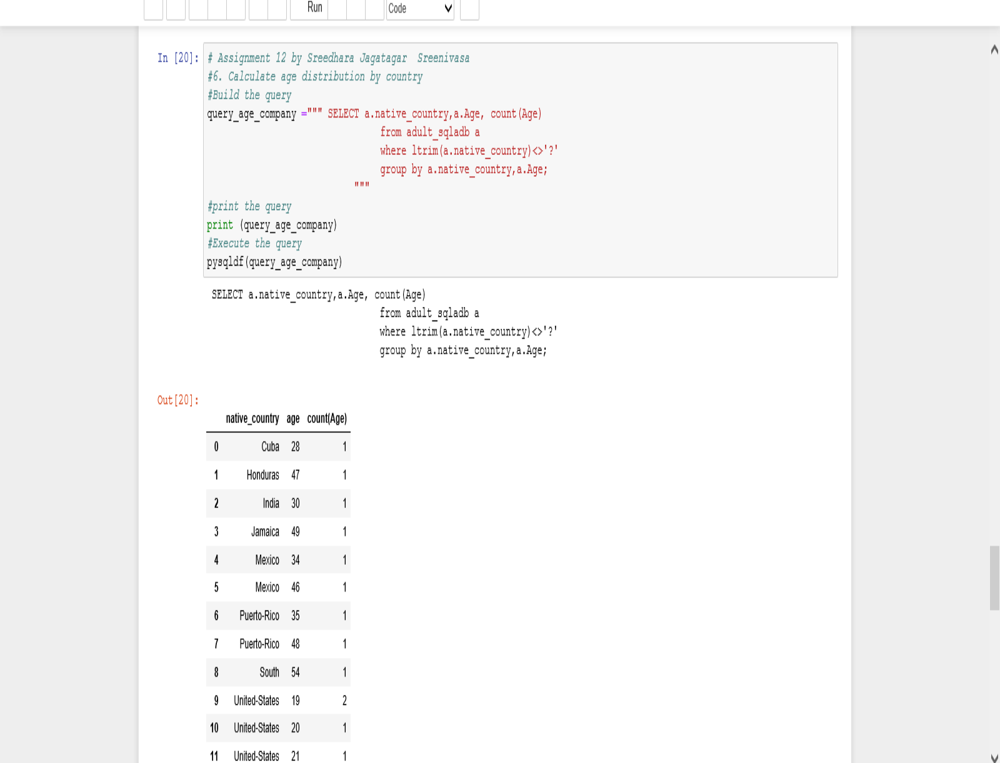 Run Code
In [20]: # Assignment 12 by Sreedhara Jagatagar  Sreenivasa
#6. Calculate age distribution by country
#Build the query
query_age_company =""" SELECT a.native_country,a.Age, count(Age)
from adult_sqladb a
where ltrim(a.native_country)<>'?'
group by a.native_country,a.Age;
"""
#print the query
print (query_age_company)
#Execute the query
pysqldf(query_age_company)
SELECT a.native_country,a.Age, count(Age)
from adult_sqladb a
where ltrim(a.native_country)<>'?'
group by a.native_country,a.Age;
Out[20]:
native_country age count(Age)
0 Cuba 28 1
1 Honduras 47 1
2 India 30 1
3 Jamaica 49 1
4 Mexico 34 1
5 Mexico 46 1
6 Puerto-Rico 35 1
7 Puerto-Rico 48 1
8 South 54 1
9 United-States 19 2
10 United-States 20 1
11 United-States 21 1